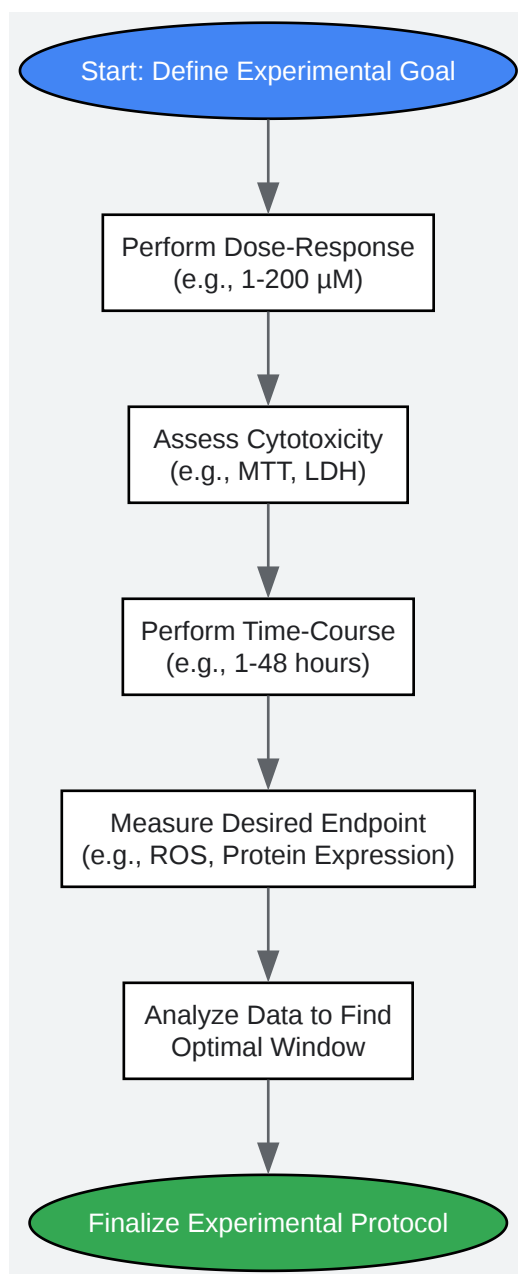 Start: Define Experimental Goal
Perform Dose-Response
(e.g., 1-200 µM)
Assess Cytotoxicity
(e.g., MTT, LDH)
Perform Time-Course
(e.g., 1-48 hours)
Measure Desired Endpoint
(e.g., ROS, Protein Expression)
Analyze Data to Find
Optimal Window
Finalize Experimental Protocol